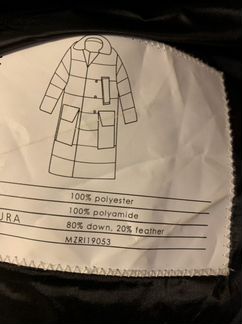 100% polyester
100% polyamide
URA
80% down, 20% feather
MZRI19053